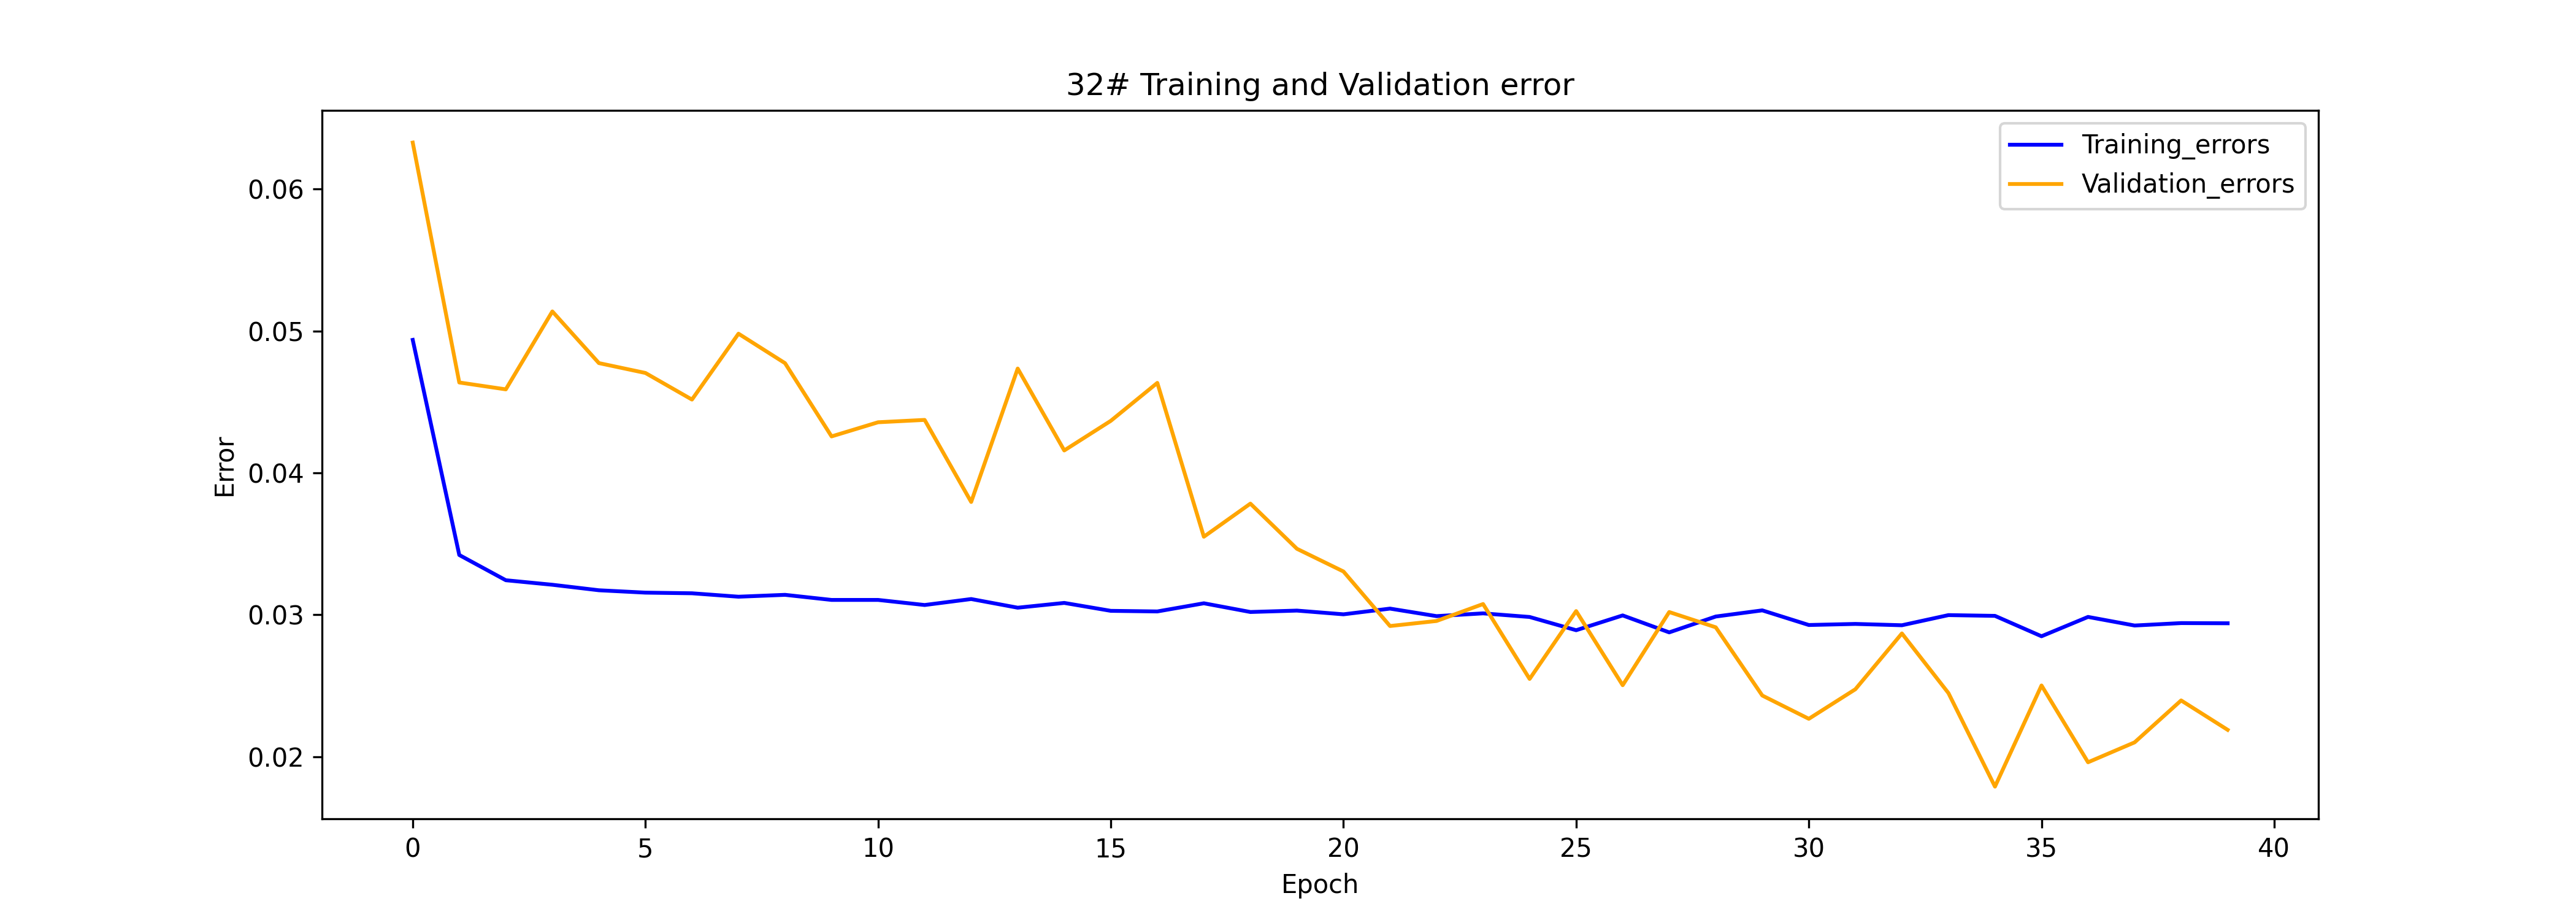 32# Training and Validation error
Training_errors
Validation_errors
Error
0.06
0.05
0.04
0.03
0.02
0 5 10 15 20 25 30 35 40
Epoch